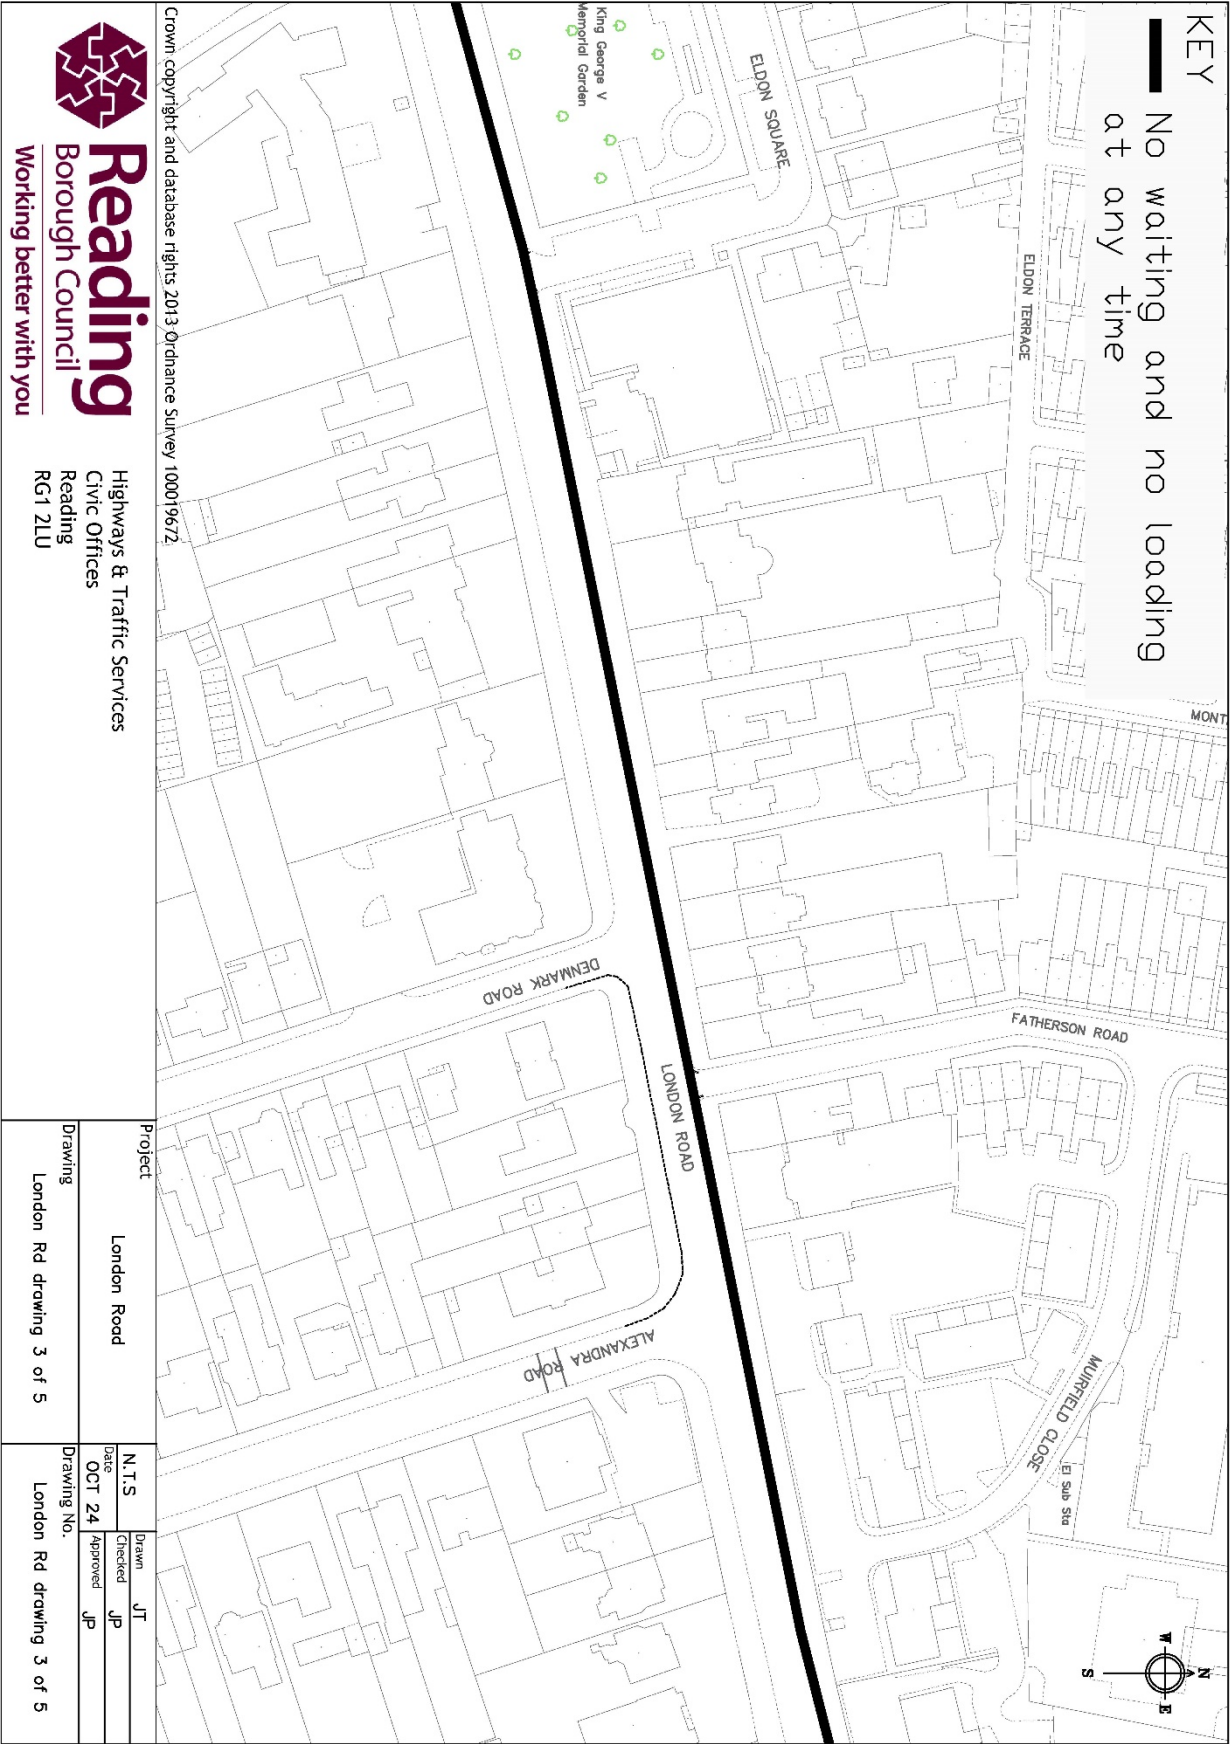 KEY
No waiting and no loading
at any time
MONT
ELDON SQUARE
ELDON TERRACE
King George V
Memorial Garden
FATHERSON ROAD
MUIRFIELD CLOSE
El Sub Sta
LONDON ROAD
DENMARK ROAD
ALEXANDRA ROAD
N
W
E
S
Crown copyright and database rights 2013 Ordnance Survey 100019672
Reading
Borough Council
Working better with you
Highways & Traffic Services
Civic Offices
Reading
RG1 2LU
Project
London Road
Drawing
London Rd drawing 3 of 5
N.T.S
Date
OCT 24
Drawn JT
Checked JP
Approved JP
Drawing No.
London Rd drawing 3 of 5